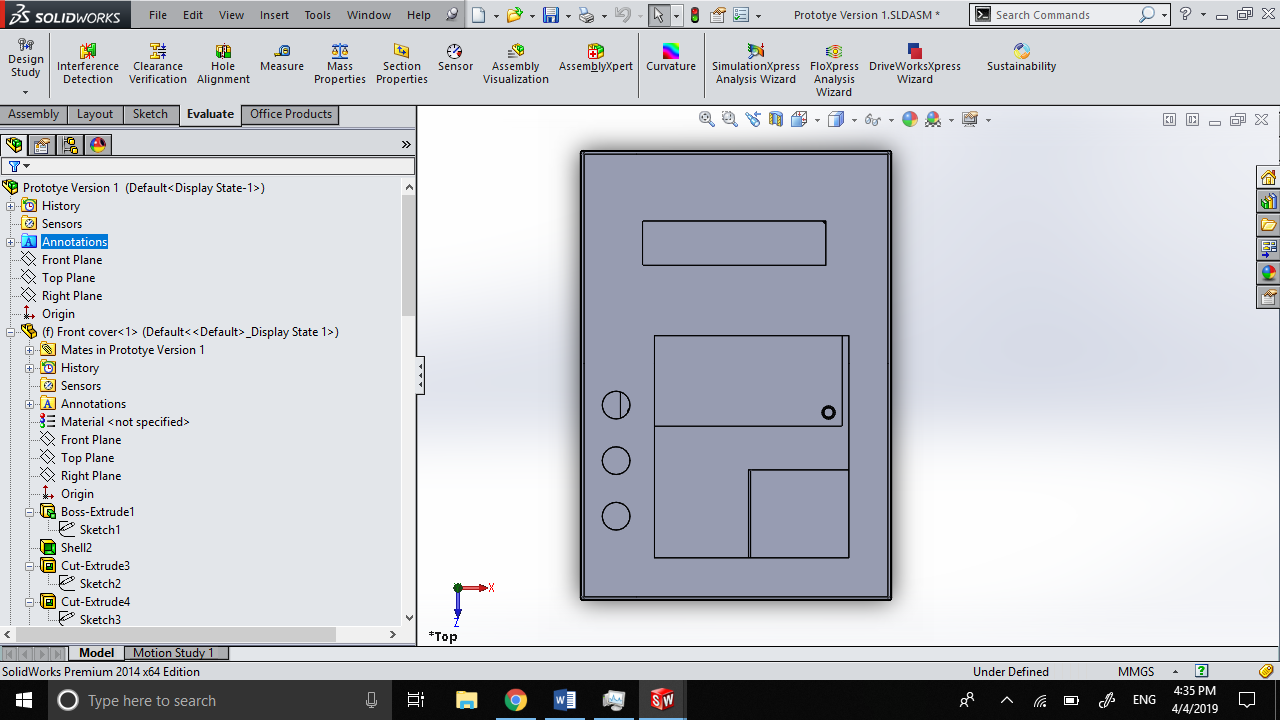 SOLIDWORKS File Edit View Insert Tools Window Help Prototye Version 1.SLDASM * Search Commands
Design Study
Interference Detection
Clearance Verification
Hole Alignment
Measure
Mass Properties
Section Properties
Sensor
Assembly Visualization
AssemblyXpert
Curvature
SimulationXpress Analysis Wizard
FloXpress Analysis Wizard
DriveWorksXpress Wizard
Sustainability
Assembly Layout Sketch Evaluate Office Products
Prototye Version 1 (Default<Display State-1>)
History
Sensors
Annotations
Front Plane
Top Plane
Right Plane
Origin
(f) Front cover<1> (Default<<Default>_Display State 1>)
Mates in Prototye Version 1
History
Sensors
Annotations
Material <not specified>
Front Plane
Top Plane
Right Plane
Origin
Boss-Extrude1
Sketch1
Shell2
Cut-Extrude3
Sketch2
Cut-Extrude4
Sketch3
X
Z
*Top
Model Motion Study 1
SolidWorks Premium 2014 x64 Edition Under Defined MMGS
Type here to search ENG 4:35 PM
4/4/2019